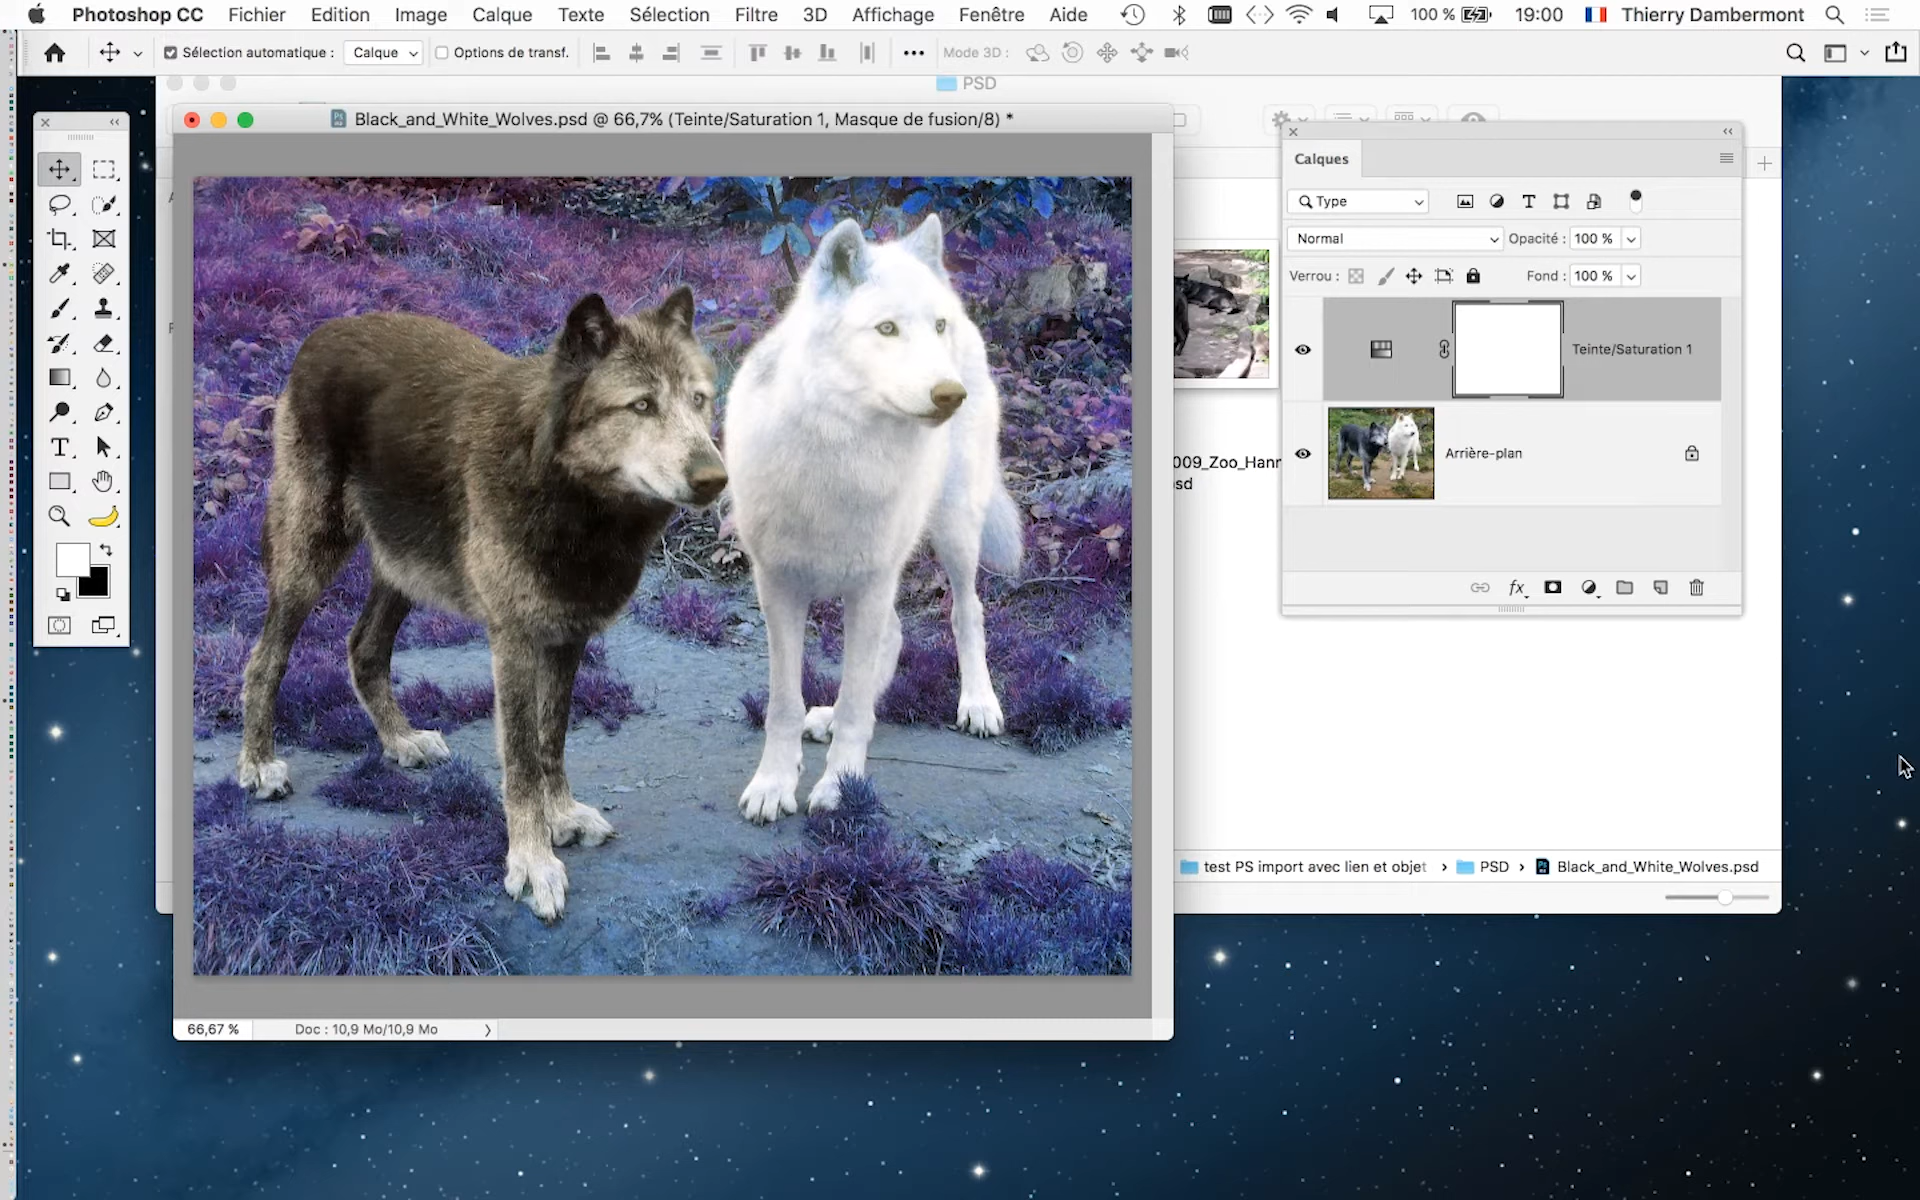 Photoshop CC Fichier Edition Image Calque Texte Sélection Filtre 3D Affichage Fenêtre Aide 100 % 19:00 Thierry Dambermont
Sélection automatique : Calque Options de transf. Mode 3D :
PSD
Black_and_White_Wolves.psd @ 66,7% (Teinte/Saturation 1, Masque de fusion/8) *
Calques
Type
Normal Opacité : 100 %
Verrou : Fond : 100 %
Teinte/Saturation 1
Arrière-plan
009_Zoo_Hann
sd
fx
T
test PS import avec lien et objet › PSD › Black_and_White_Wolves.psd
66,67 % Doc : 10,9 Mo/10,9 Mo